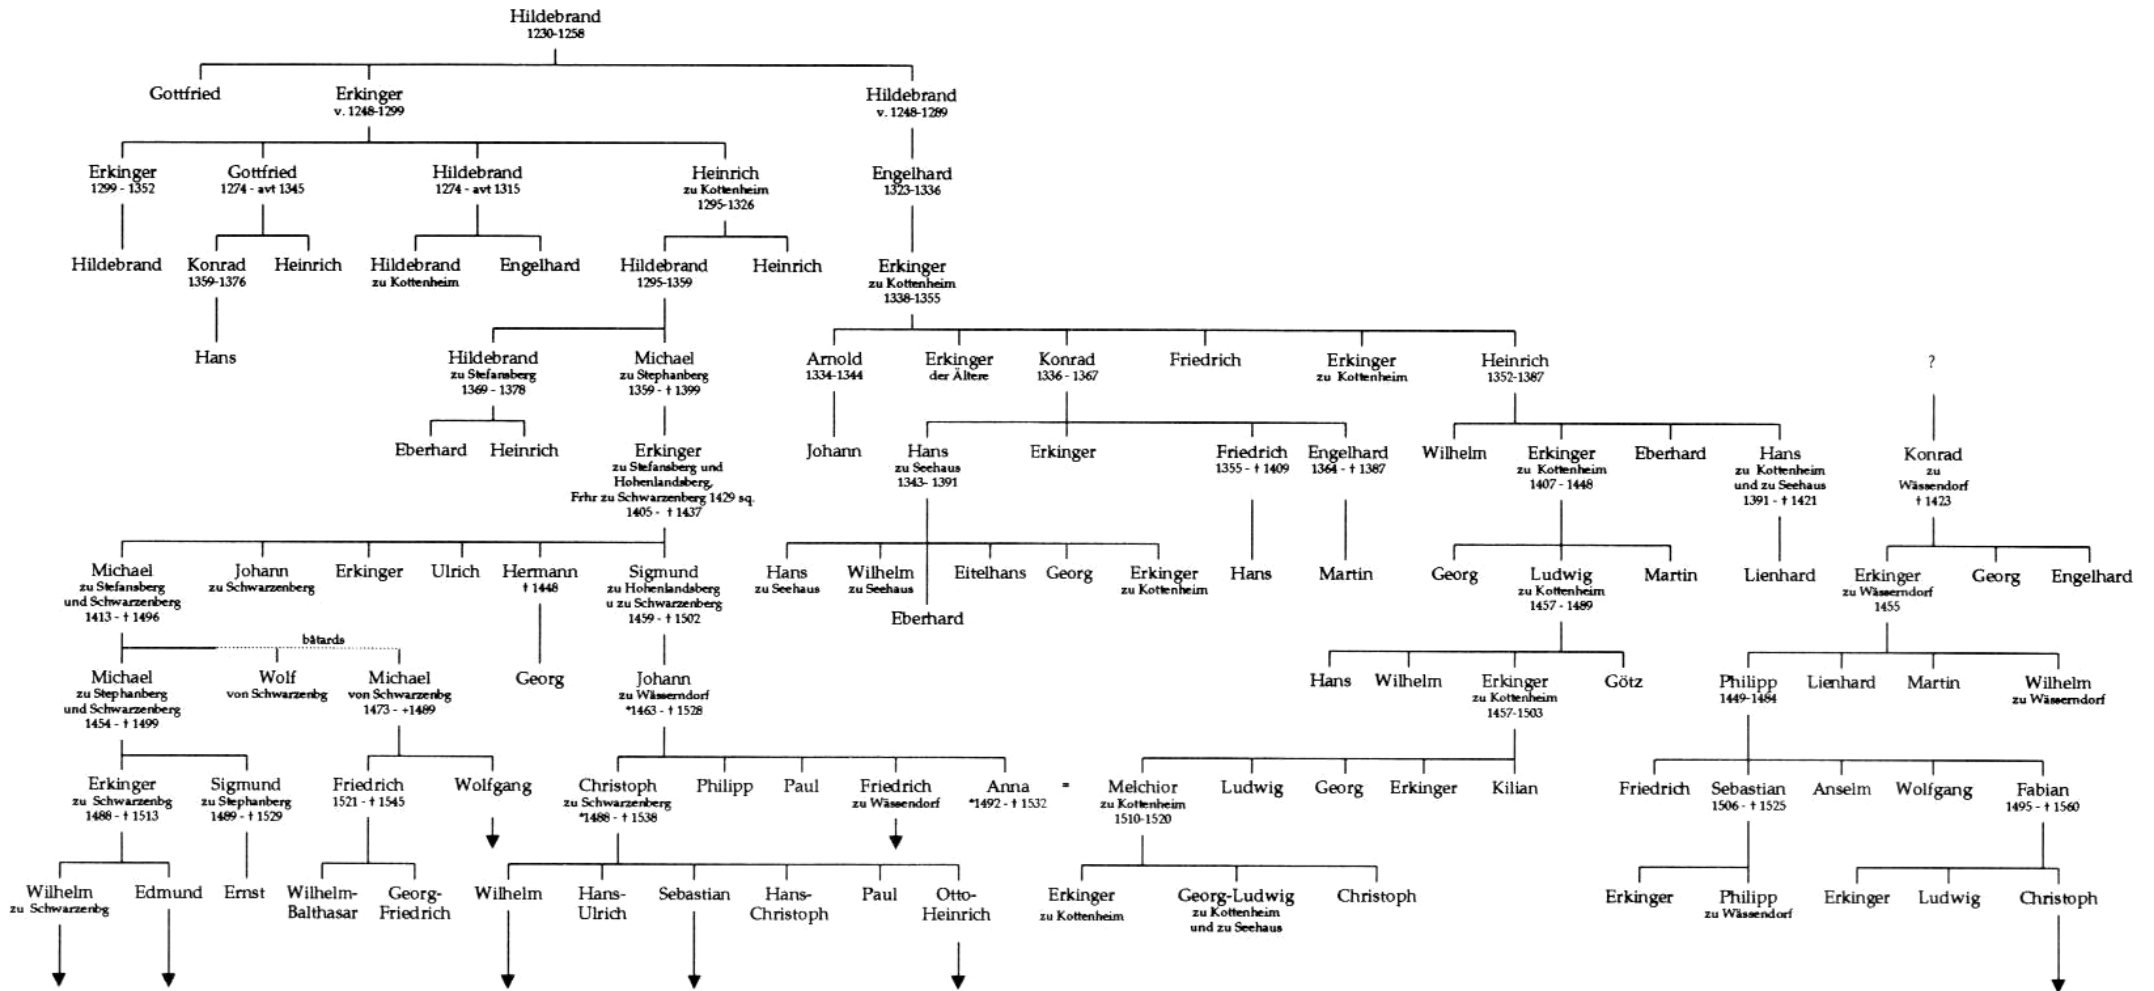 Hildebrand
1230-1258
Gottfried
Erkinger
v. 1248-1299
Hildebrand
v. 1248-1289
Erkinger
1299 - 1352
Gottfried
1274 - avt 1345
Hildebrand
1274 - avt 1315
Heinrich
zu Kottenheim
1295-1326
Engelhard
1323-1336
Hildebrand
Konrad
1359-1376
Heinrich
Hildebrand
zu Kottenheim
Engelhard
Hildebrand
1295-1359
Heinrich
Erkinger
zu Kottenheim
1338-1355
Hans
Hildebrand
zu Stefansberg
1369 - 1378
Michael
zu Stephanberg
1359 - † 1399
Arnold
1334-1344
Erkinger
der Ältere
Konrad
1336 - 1367
Friedrich
Erkinger
zu Kottenheim
Heinrich
1352-1387
?
Eberhard
Heinrich
Erkinger
zu Stefansberg und
Hohenlandsberg,
Frhr zu Schwarzenberg 1429 sq.
1405 - † 1437
Johann
Hans
zu Seehaus
1343- 1391
Erkinger
Friedrich
1355 - † 1409
Engelhard
1364 - † 1387
Wilhelm
Erkinger
zu Kottenheim
1407 - 1448
Eberhard
Hans
zu Kottenheim
und zu Seehaus
1391 - † 1421
Konrad
zu
Wässendorf
† 1423
Michael
zu Stefansberg
und Schwarzenberg
1413 - † 1496
Johann
zu Schwarzenberg
Erkinger
Ulrich
Hermann
† 1448
Sigmund
zu Hohenlandsberg
u zu Schwarzenberg
1459 - † 1502
Hans
zu Seehaus
Wilhelm
zu Seehaus
Eitelhans
Georg
Erkinger
zu Kottenheim
Hans
Martin
Georg
Ludwig
zu Kottenheim
1457 - 1489
Martin
Lienhard
Erkinger
zu Wässerndorf
1455
Georg
Engelhard
Eberhard
bâtards
Michael
zu Stephanberg
und Schwarzenberg
1454 - † 1499
Wolf
von Schwarzenbg
Michael
von Schwarzenbg
1473 - +1489
Georg
Johann
zu Wässerndorf
*1463 - † 1528
Hans
Wilhelm
Erkinger
zu Kottenheim
1457-1503
Götz
Philipp
1449-1484
Lienhard
Martin
Wilhelm
zu Wässerndorf
Erkinger
zu Schwarzenbg
1488 - † 1513
Sigmund
zu Stephanberg
1489 - † 1529
Friedrich
1521 - † 1545
Wolfgang
Christoph
zu Schwarzenberg
*1488 - † 1538
Philipp
Paul
Friedrich
zu Wässendorf
Anna
*1492 - † 1532
=
Melchior
zu Kottenheim
1510-1520
Ludwig
Georg
Erkinger
Kilian
Friedrich
Sebastian
1506 - † 1525
Anselm
Wolfgang
Fabian
1495 - † 1560
Wilhelm
zu Schwarzenbg
Edmund
Ernst
Wilhelm-
Balthasar
Georg-
Friedrich
Wilhelm
Hans-
Ulrich
Sebastian
Hans-
Christoph
Paul
Otto-
Heinrich
Erkinger
zu Kottenheim
Georg-Ludwig
zu Kottenheim
und zu Seehaus
Christoph
Erkinger
Philipp
zu Wässendorf
Erkinger
Ludwig
Christoph